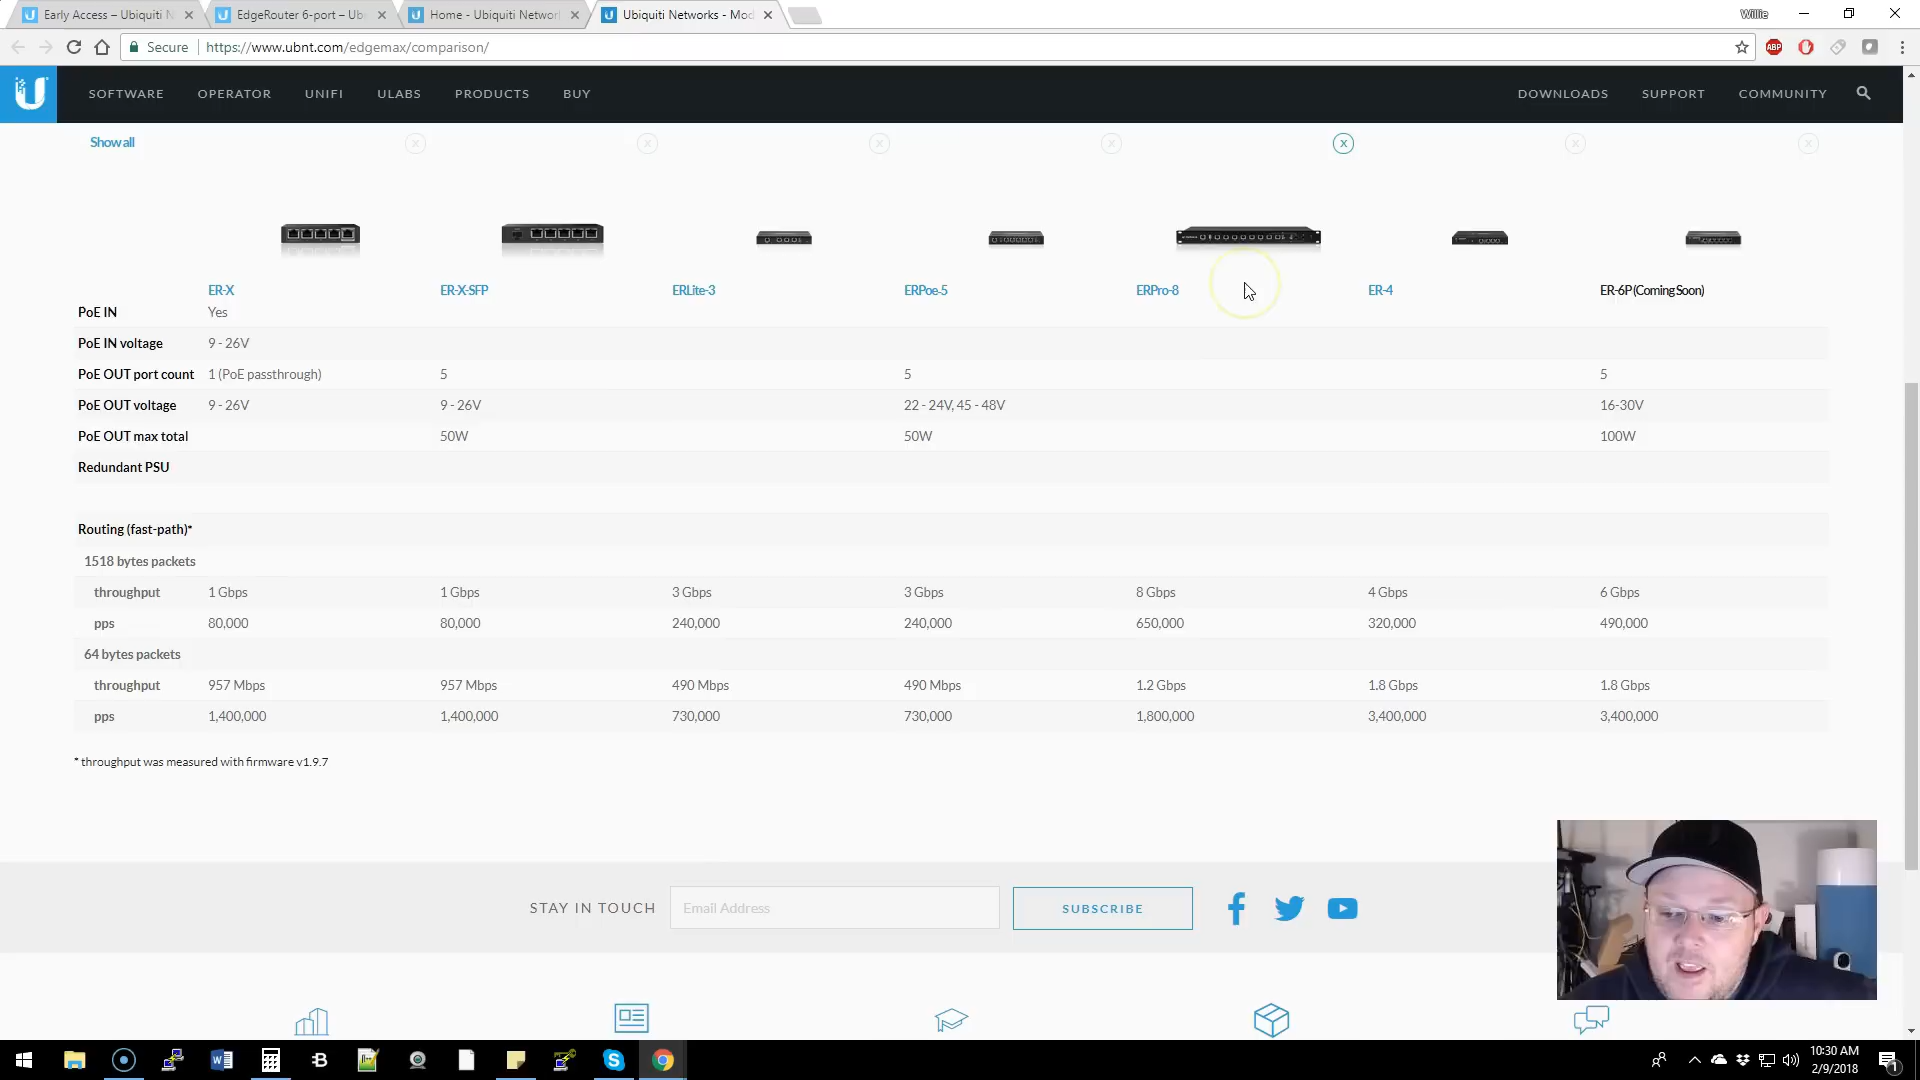 Early Access – Ubiquiti N
EdgeRouter 6-port – Ub
Home - Ubiquiti Networ
Ubiquiti Networks - Mod
Willie
Secure
https://www.ubnt.com/edgemax/comparison/
ABP
SOFTWARE OPERATOR UNIFI ULABS PRODUCTS BUY DOWNLOADS SUPPORT COMMUNITY
Show all X X X X X X X
ER-X ER-X-SFP ERLite-3 ERPoe-5 ERPro-8 ER-4 ER-6P (Coming Soon)
PoE IN Yes
PoE IN voltage 9 - 26V
PoE OUT port count 1 (PoE passthrough) 5 5 5
PoE OUT voltage 9 - 26V 9 - 26V 22 - 24V, 45 - 48V 16-30V
PoE OUT max total 50W 50W 100W
Redundant PSU
Routing (fast-path)*
1518 bytes packets
throughput 1 Gbps 1 Gbps 3 Gbps 3 Gbps 8 Gbps 4 Gbps 6 Gbps
pps 80,000 80,000 240,000 240,000 650,000 320,000 490,000
64 bytes packets
throughput 957 Mbps 957 Mbps 490 Mbps 490 Mbps 1.2 Gbps 1.8 Gbps 1.8 Gbps
pps 1,400,000 1,400,000 730,000 730,000 1,800,000 3,400,000 3,400,000
* throughput was measured with firmware v1.9.7
STAY IN TOUCH Email Address SUBSCRIBE
10:30 AM
2/9/2018
1